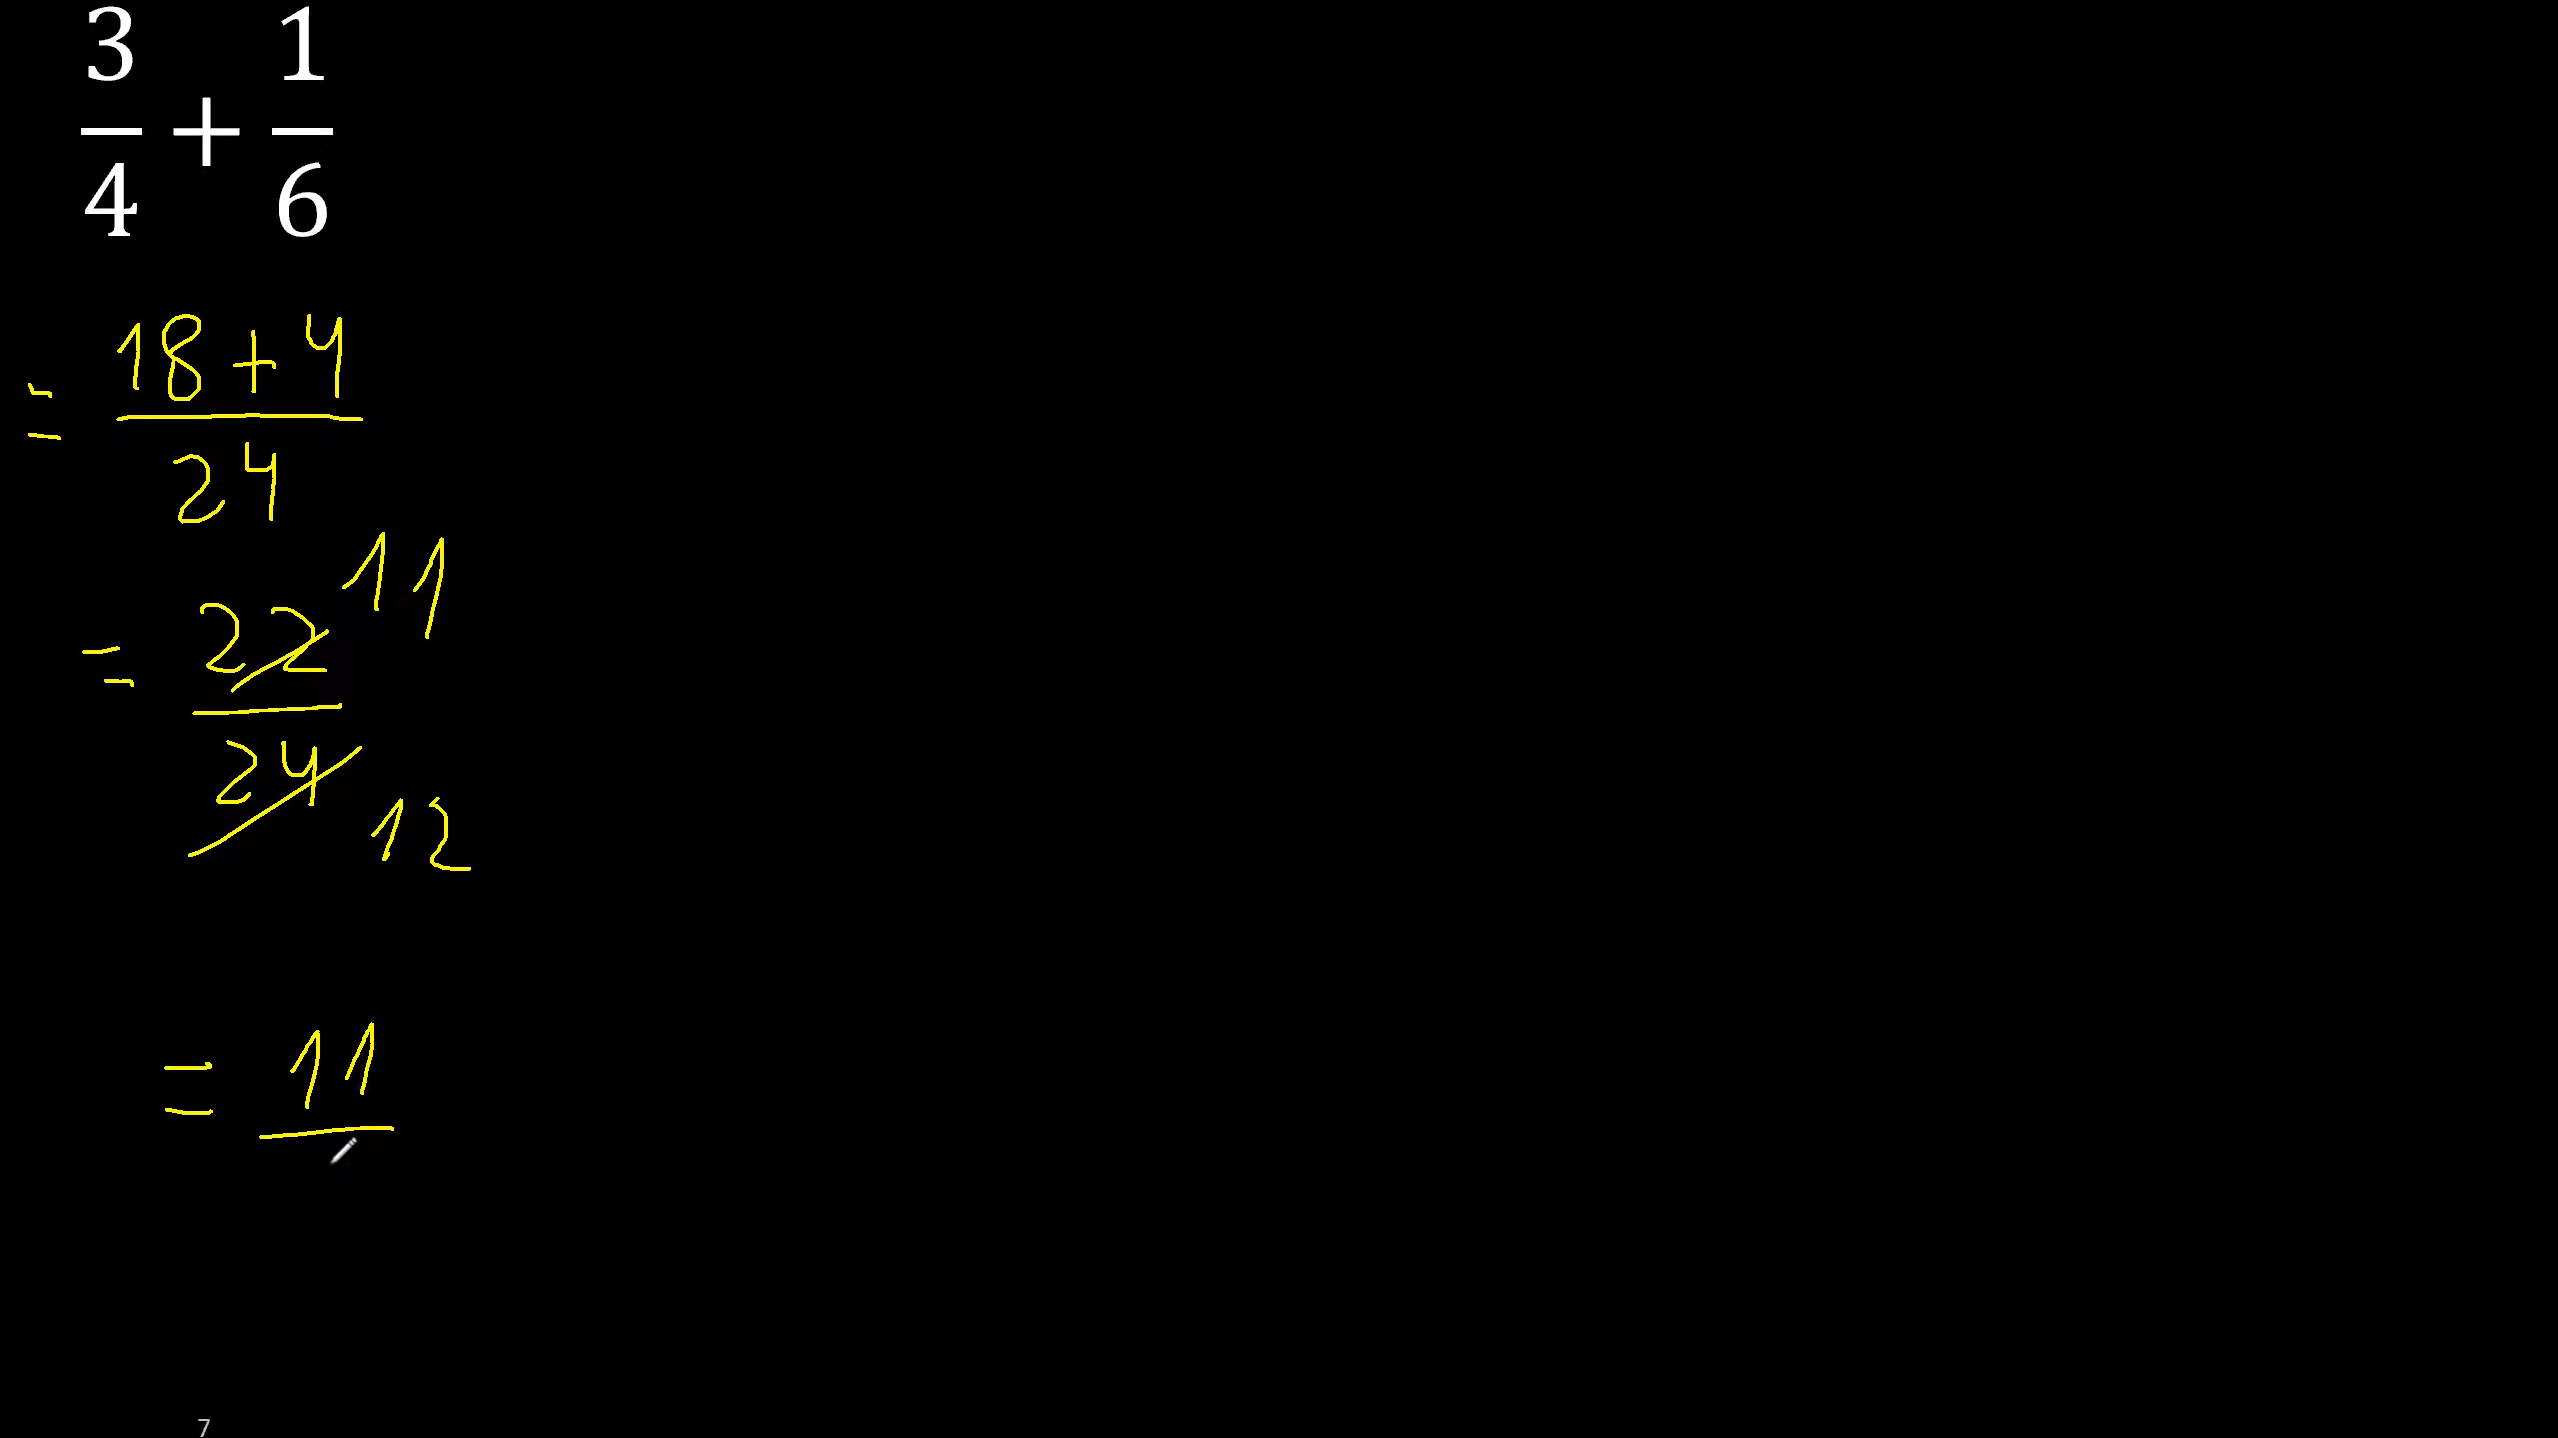 3/4 + 1/6
= 18+4/24
= 22/24 11/12
= 11/
7